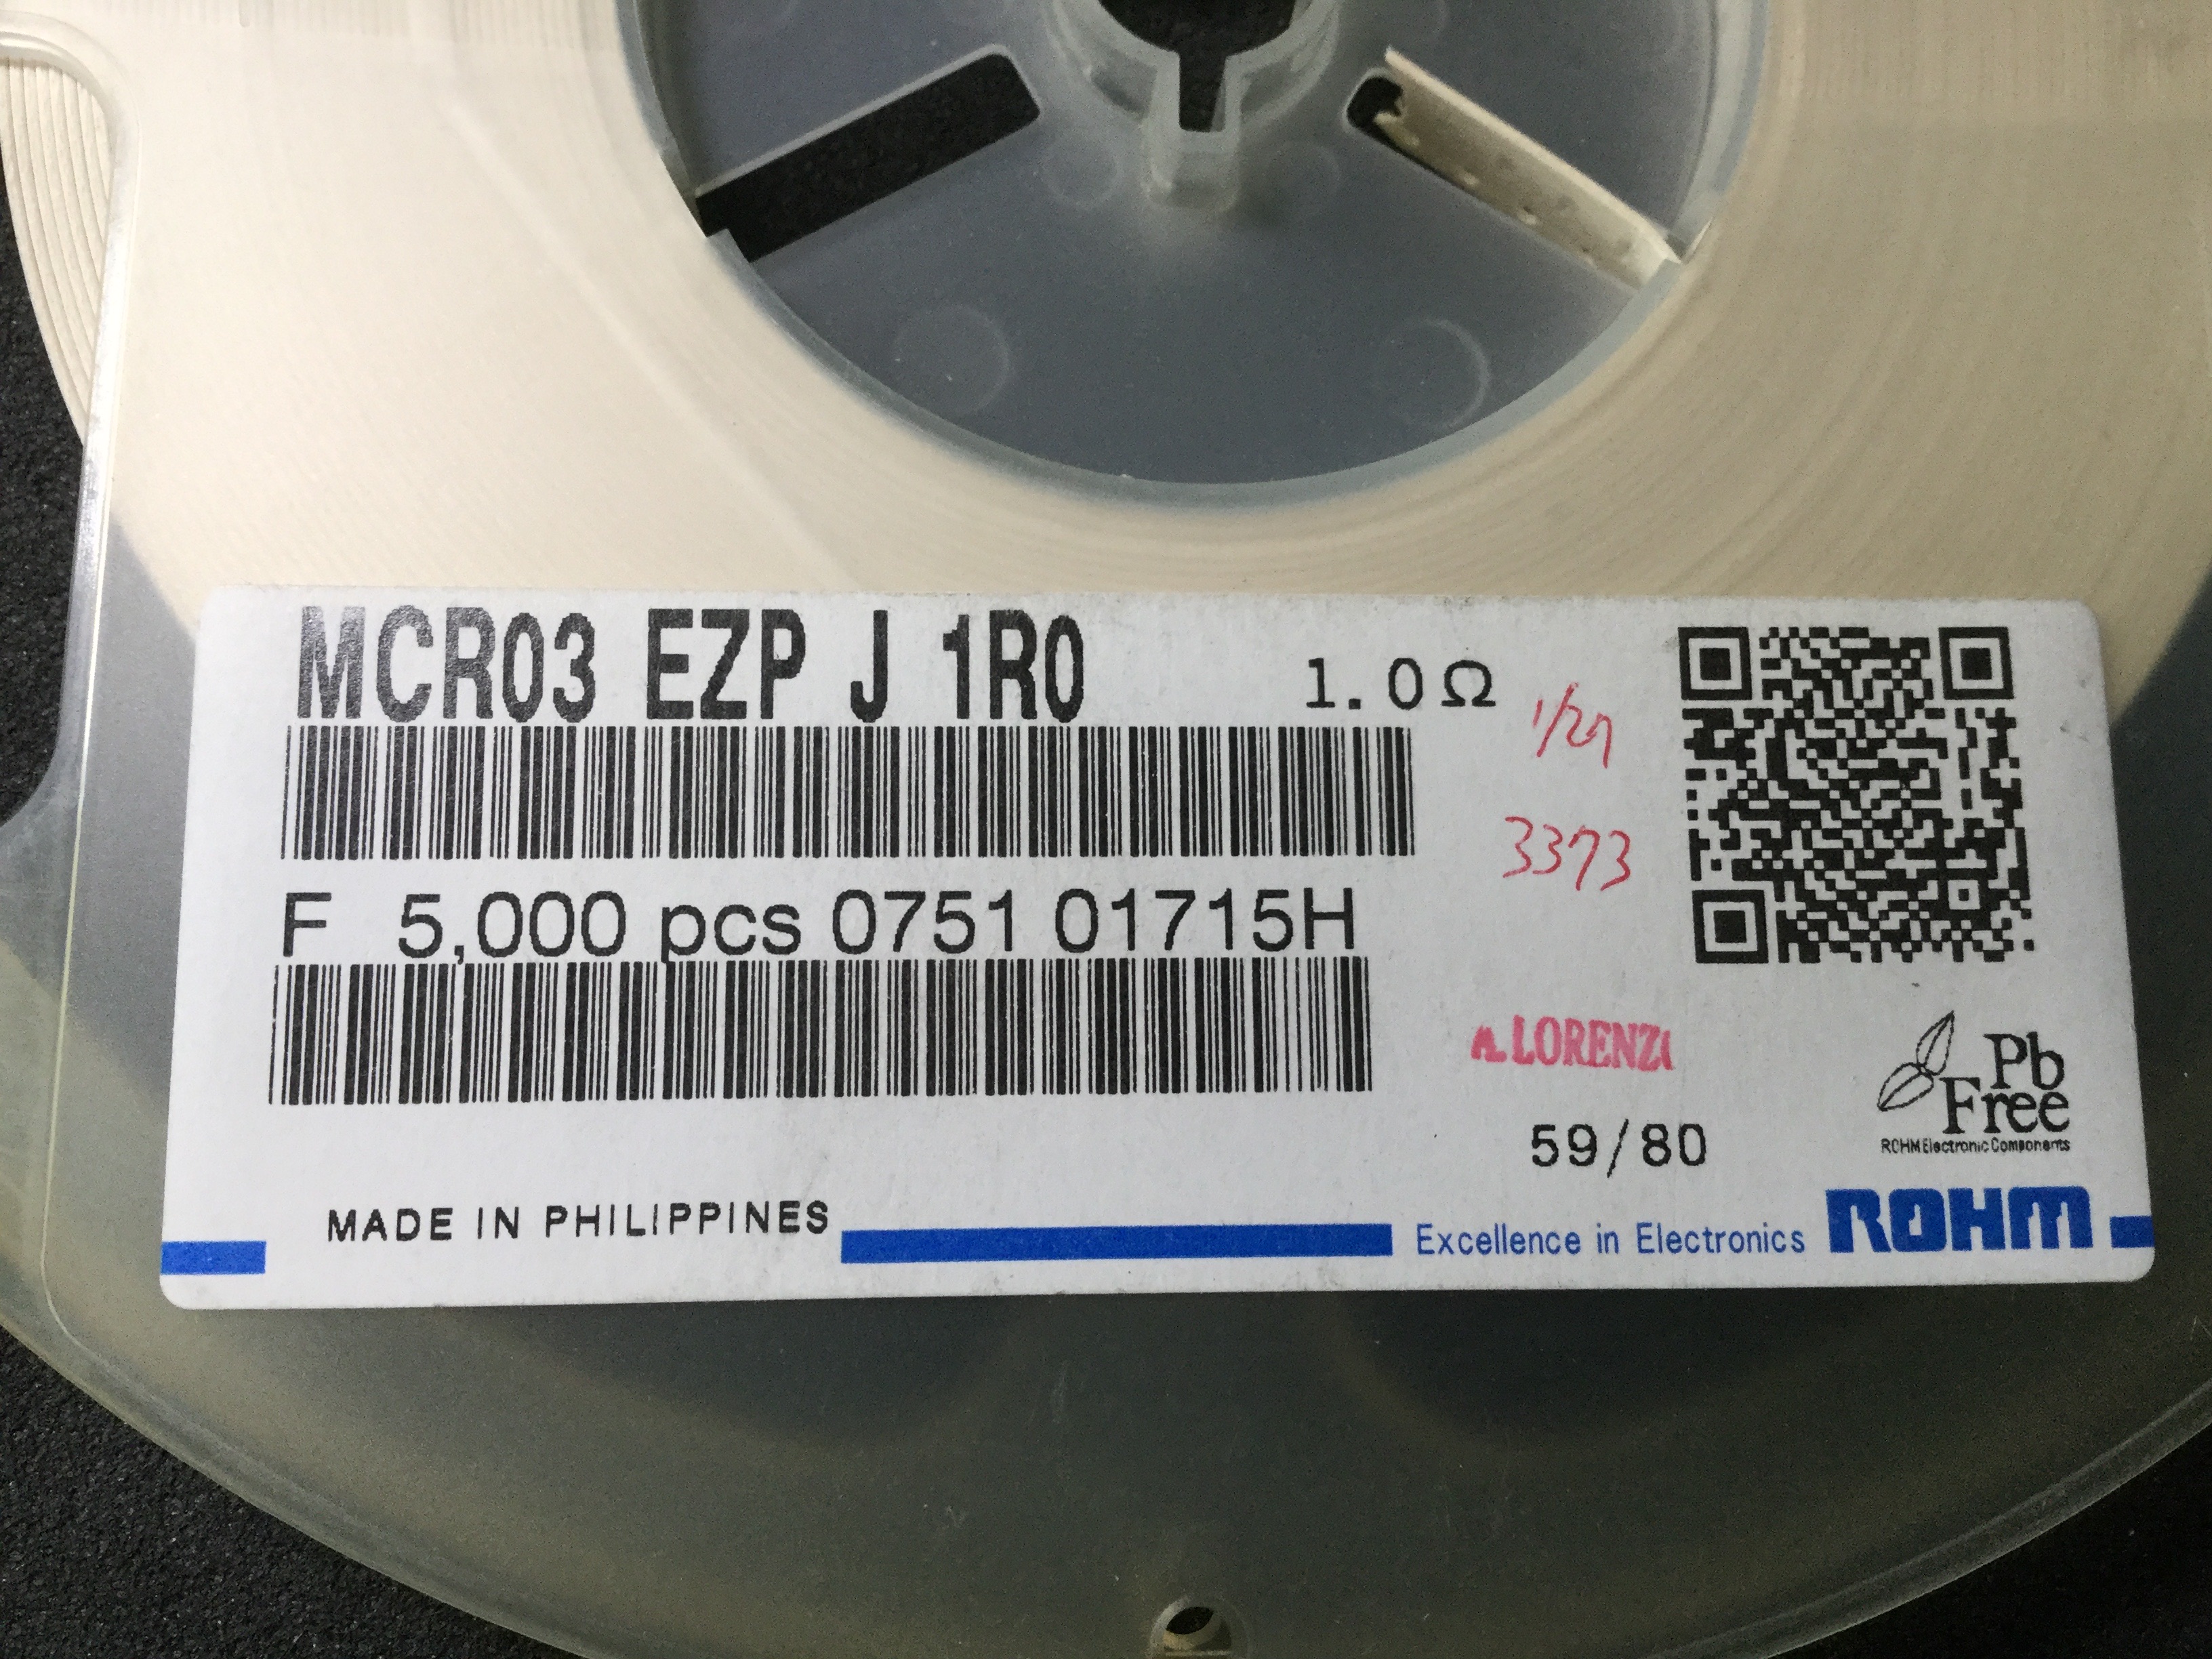 MCR03 EZP J 1R0
1.0Ω
1/27
3373
F 5,000 pcs 0751 01715H
A. LORENZI
59/80
Pb
Free
ROHM Electronic Components
MADE IN PHILIPPINES
Excellence in Electronics
ROHM